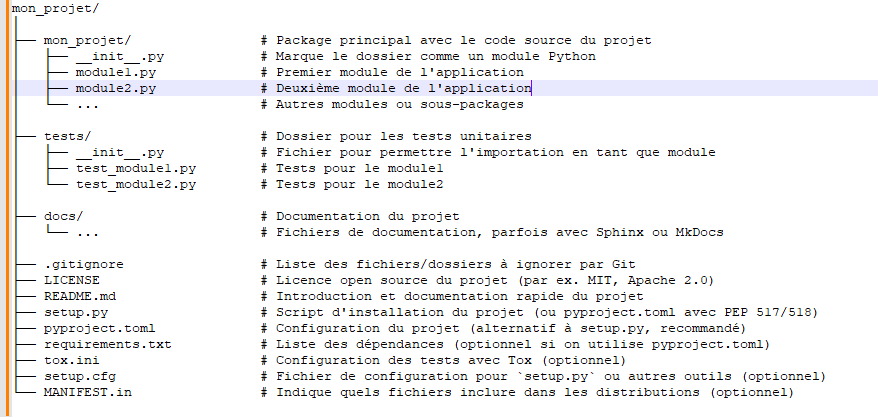 mon_projet/
│
├── mon_projet/                # Package principal avec le code source du projet
│   ├── __init__.py            # Marque le dossier comme un module Python
│   ├── module1.py             # Premier module de l'application
│   ├── module2.py             # Deuxième module de l'application
│   └── ...                    # Autres modules ou sous-packages
│
├── tests/                     # Dossier pour les tests unitaires
│   ├── __init__.py            # Fichier pour permettre l'importation en tant que module
│   ├── test_module1.py        # Tests pour le module1
│   └── test_module2.py        # Tests pour le module2
│
├── docs/                      # Documentation du projet
│   └── ...                    # Fichiers de documentation, parfois avec Sphinx ou MkDocs
│
├── .gitignore                 # Liste des fichiers/dossiers à ignorer par Git
├── LICENSE                    # Licence open source du projet (par ex. MIT, Apache 2.0)
├── README.md                  # Introduction et documentation rapide du projet
├── setup.py                   # Script d'installation du projet (ou pyproject.toml avec PEP 517/518)
├── pyproject.toml             # Configuration du projet (alternatif à setup.py, recommandé)
├── requirements.txt           # Liste des dépendances (optionnel si on utilise pyproject.toml)
├── tox.ini                    # Configuration des tests avec Tox (optionnel)
├── setup.cfg                  # Fichier de configuration pour `setup.py` ou autres outils (optionnel)
└── MANIFEST.in                # Indique quels fichiers inclure dans les distributions (optionnel)